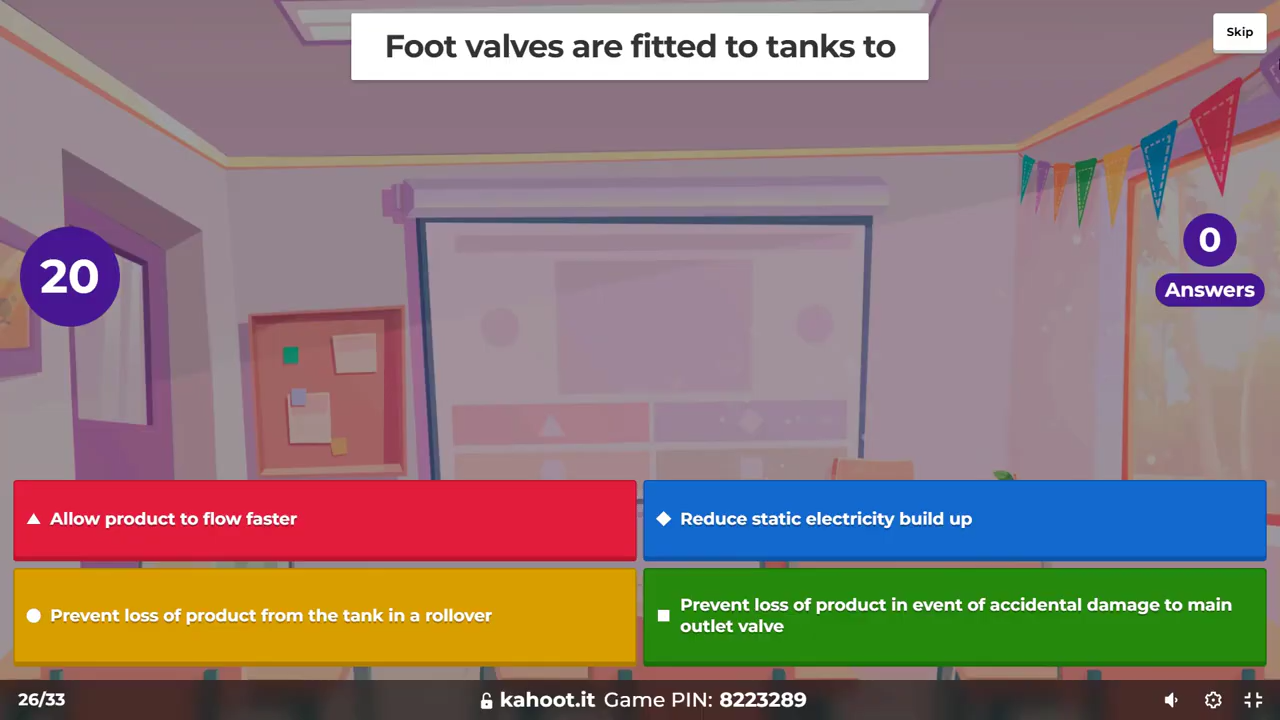 Foot valves are fitted to tanks to
Skip
20
0
Answers
Allow product to flow faster
Reduce static electricity build up
Prevent loss of product from the tank in a rollover
Prevent loss of product in event of accidental damage to main
outlet valve
26/33
kahoot.it Game PIN: 8223289